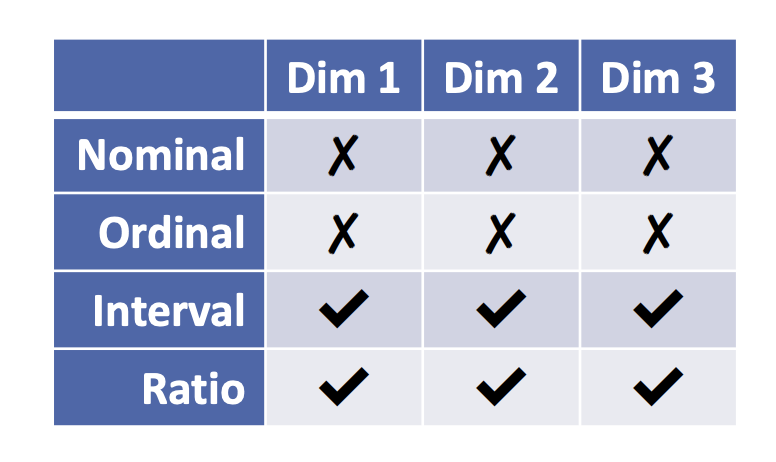 Dim 1 Dim 2 Dim 3
Nominal ✗ ✗ ✗
Ordinal ✗ ✗ ✗
Interval ✔ ✔ ✔
Ratio ✔ ✔ ✔